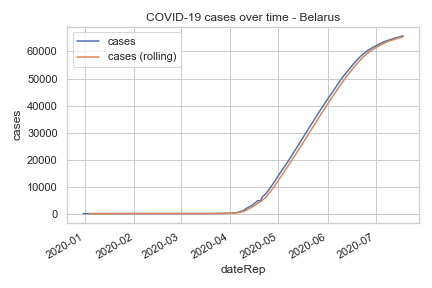 COVID-19 cases over time - Belarus
cases
cases (rolling)
60000
50000
40000
30000
20000
10000
0
cases
2020-01
2020-02
2020-03
2020-04
2020-05
2020-06
2020-07
dateRep